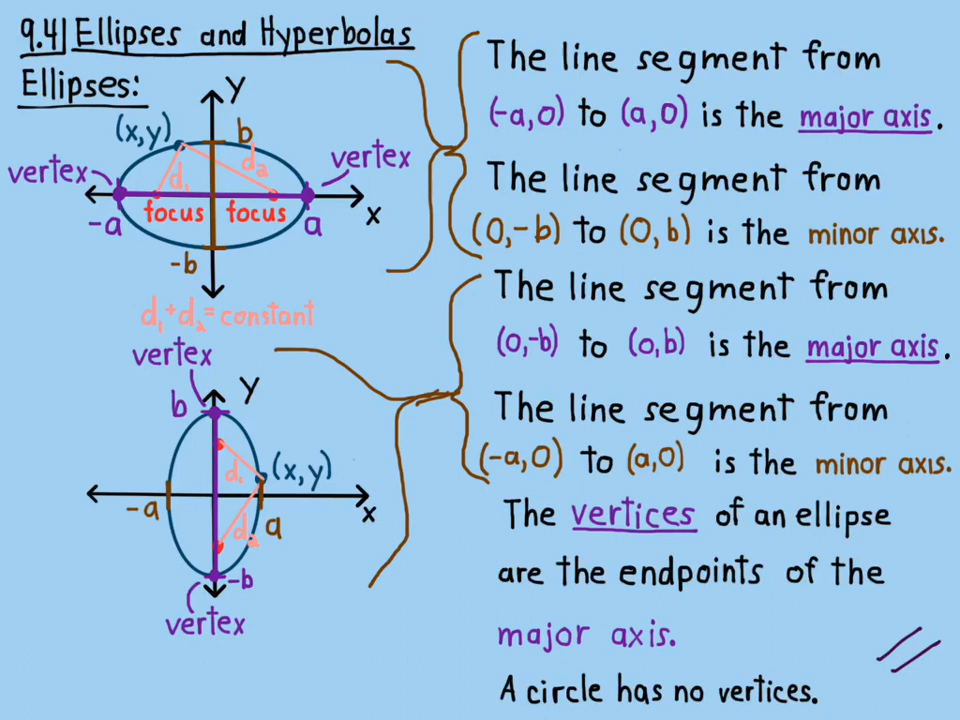 9.4 Ellipses and Hyperbolas
Ellipses:
y
(x,y)
b
d₂
vertex
vertex
d₁
focus
focus
x
-a
a
-b
d₁+d₂=constant
vertex
b
y
d₁
(x,y)
-a
a
x
d₂
-b
vertex
The line segment from
(-a,0) to (a,0) is the major axis.
The line segment from
(0,-b) to (0,b) is the minor axis.
The line segment from
(0,-b) to (0,b) is the major axis.
The line segment from
(-a,0) to (a,0) is the minor axis.
The vertices of an ellipse
are the endpoints of the
major axis.
A circle has no vertices.